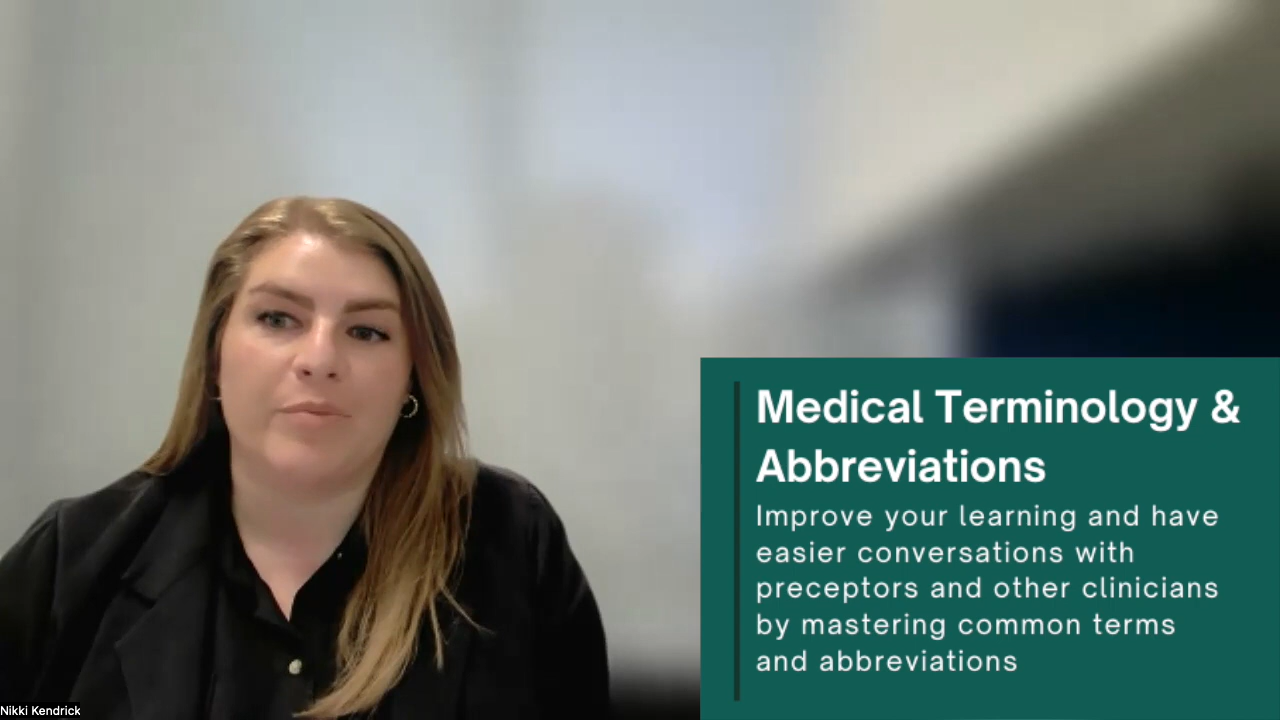 Medical Terminology &
Abbreviations
Improve your learning and have
easier conversations with
preceptors and other clinicians
by mastering common terms
and abbreviations
Nikki Kendrick